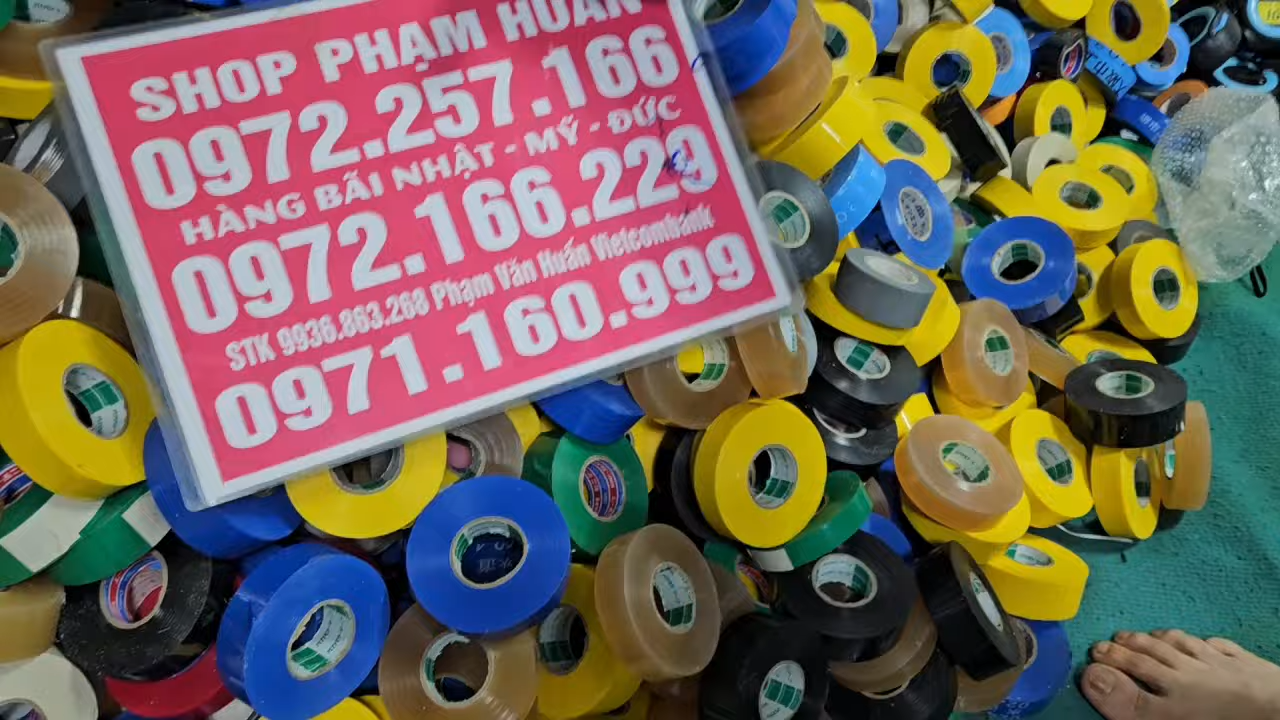 SHOP PHẠM HUẤN
0972.257.166
HÀNG BÃI NHẬT - MỸ - ĐỨC
0972.166.229
STK 9936.863.268 Phạm Văn Huấn Vietcombank
0971.160.999